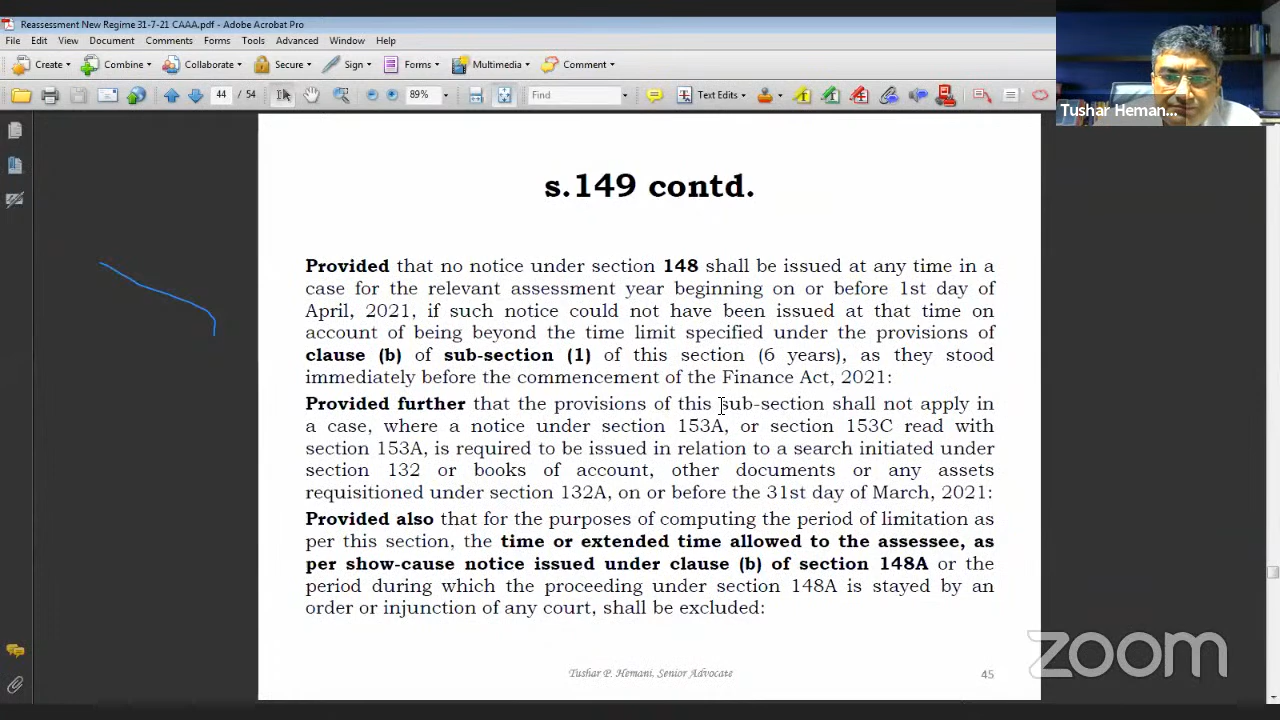 Reassessment New Regime 31-7-21 CAAA.pdf - Adobe Acrobat Pro
File Edit View Document Comments Forms Tools Advanced Window Help
Create Combine Collaborate Secure Sign Forms Multimedia Comment
44 / 54 89% Find Text Edits
Tushar Heman...
s.149 contd.
Provided that no notice under section 148 shall be issued at any time in a
case for the relevant assessment year beginning on or before 1st day of
April, 2021, if such notice could not have been issued at that time on
account of being beyond the time limit specified under the provisions of
clause (b) of sub-section (1) of this section (6 years), as they stood
immediately before the commencement of the Finance Act, 2021:
Provided further that the provisions of this sub-section shall not apply in
a case, where a notice under section 153A, or section 153C read with
section 153A, is required to be issued in relation to a search initiated under
section 132 or books of account, other documents or any assets
requisitioned under section 132A, on or before the 31st day of March, 2021:
Provided also that for the purposes of computing the period of limitation as
per this section, the time or extended time allowed to the assessee, as
per show-cause notice issued under clause (b) of section 148A or the
period during which the proceeding under section 148A is stayed by an
order or injunction of any court, shall be excluded:
Tushar P. Hemani, Senior Advocate
45
zoom